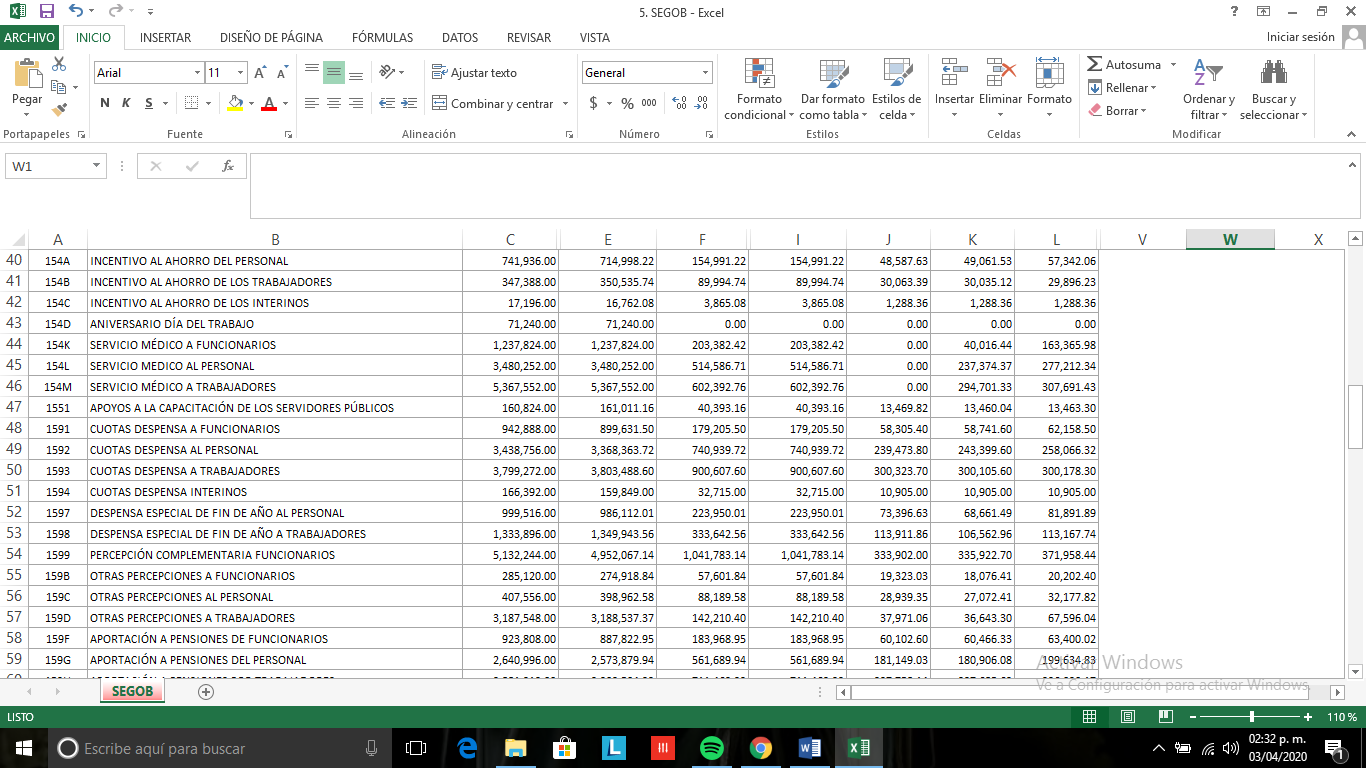 5. SEGOB - Excel
ARCHIVO INICIO INSERTAR DISEÑO DE PÁGINA FÓRMULAS DATOS REVISAR VISTA Iniciar sesión
Arial 11 Ajustar texto General Autosuma
Pegar Rellenar
N K S Combinar y centrar $ % 000 Formato condicional Dar formato como tabla Estilos de celda Insertar Eliminar Formato Borrar Ordenar y filtrar Buscar y seleccionar
Portapapeles Fuente Alineación Número Estilos Celdas Modificar
W1 fx
A B C E F I J K L V W X
40 154A INCENTIVO AL AHORRO DEL PERSONAL 741,936.00 714,998.22 154,991.22 154,991.22 48,587.63 49,061.53 57,342.06
41 154B INCENTIVO AL AHORRO DE LOS TRABAJADORES 347,388.00 350,535.74 89,994.74 89,994.74 30,063.39 30,035.12 29,896.23
42 154C INCENTIVO AL AHORRO DE LOS INTERINOS 17,196.00 16,762.08 3,865.08 3,865.08 1,288.36 1,288.36 1,288.36
43 154D ANIVERSARIO DÍA DEL TRABAJO 71,240.00 71,240.00 0.00 0.00 0.00 0.00 0.00
44 154K SERVICIO MÉDICO A FUNCIONARIOS 1,237,824.00 1,237,824.00 203,382.42 203,382.42 0.00 40,016.44 163,365.98
45 154L SERVICIO MÉDICO AL PERSONAL 3,480,252.00 3,480,252.00 514,586.71 514,586.71 0.00 237,374.37 277,212.34
46 154M SERVICIO MÉDICO A TRABAJADORES 5,367,552.00 5,367,552.00 602,392.76 602,392.76 0.00 294,701.33 307,691.43
47 1551 APOYOS A LA CAPACITACIÓN DE LOS SERVIDORES PÚBLICOS 160,824.00 161,011.16 40,393.16 40,393.16 13,469.82 13,460.04 13,463.30
48 1591 CUOTAS DESPENSA A FUNCIONARIOS 942,888.00 899,631.50 179,205.50 179,205.50 58,305.40 58,741.60 62,158.50
49 1592 CUOTAS DESPENSA AL PERSONAL 3,438,756.00 3,368,363.72 740,939.72 740,939.72 239,473.80 243,399.60 258,066.32
50 1593 CUOTAS DESPENSA A TRABAJADORES 3,799,272.00 3,803,488.60 900,607.60 900,607.60 300,323.70 300,105.60 300,178.30
51 1594 CUOTAS DESPENSA INTERINOS 166,392.00 159,849.00 32,715.00 32,715.00 10,905.00 10,905.00 10,905.00
52 1597 DESPENSA ESPECIAL DE FIN DE AÑO AL PERSONAL 999,516.00 986,112.01 223,950.01 223,950.01 73,396.63 68,661.49 81,891.89
53 1598 DESPENSA ESPECIAL DE FIN DE AÑO A TRABAJADORES 1,333,896.00 1,349,943.56 333,642.56 333,642.56 113,911.86 106,562.96 113,167.74
54 1599 PERCEPCIÓN COMPLEMENTARIA FUNCIONARIOS 5,132,244.00 4,952,067.14 1,041,783.14 1,041,783.14 333,902.00 335,922.70 371,958.44
55 159B OTRAS PERCEPCIONES A FUNCIONARIOS 285,120.00 274,918.84 57,601.84 57,601.84 19,323.03 18,076.41 20,202.40
56 159C OTRAS PERCEPCIONES AL PERSONAL 407,556.00 398,962.58 88,189.58 88,189.58 28,939.35 27,072.41 32,177.82
57 159D OTRAS PERCEPCIONES A TRABAJADORES 3,187,548.00 3,188,537.37 142,210.40 142,210.40 37,971.06 36,643.30 67,596.04
58 159F APORTACIÓN A PENSIONES DE FUNCIONARIOS 923,808.00 887,822.95 183,968.95 183,968.95 60,102.60 60,466.33 63,400.02
59 159G APORTACIÓN A PENSIONES DEL PERSONAL 2,640,996.00 2,573,879.94 561,689.94 561,689.94 181,149.03 180,906.08 199,634.83
Activar Windows
Ve a Configuración para activar Windows.
SEGOB
LISTO 110 %
Escribe aquí para buscar 02:32 p. m.
03/04/2020 1